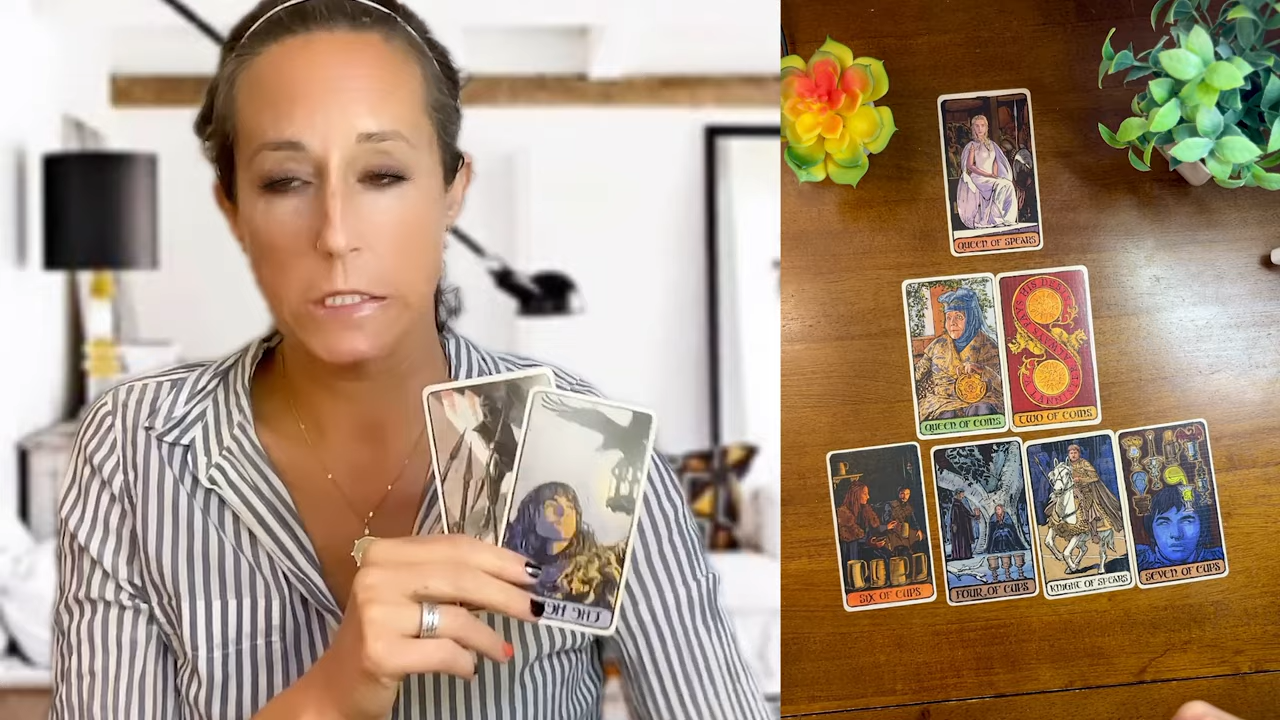 QUEEN OF SPEARS
QUEEN OF COINS
TWO OF COINS
SIX OF CUPS
FOUR OF CUPS
KNIGHT OF SPEARS
SEVEN OF CUPS
THE